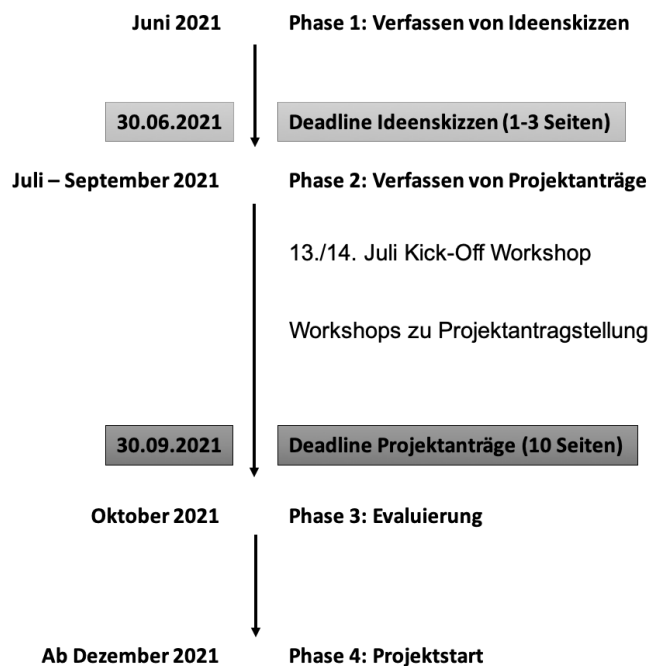 Juni 2021 Phase 1: Verfassen von Ideenskizzen
30.06.2021 Deadline Ideenskizzen (1-3 Seiten)
Juli – September 2021 Phase 2: Verfassen von Projektanträge
13./14. Juli Kick-Off Workshop
Workshops zu Projektantragstellung
30.09.2021 Deadline Projektanträge (10 Seiten)
Oktober 2021 Phase 3: Evaluierung
Ab Dezember 2021 Phase 4: Projektstart